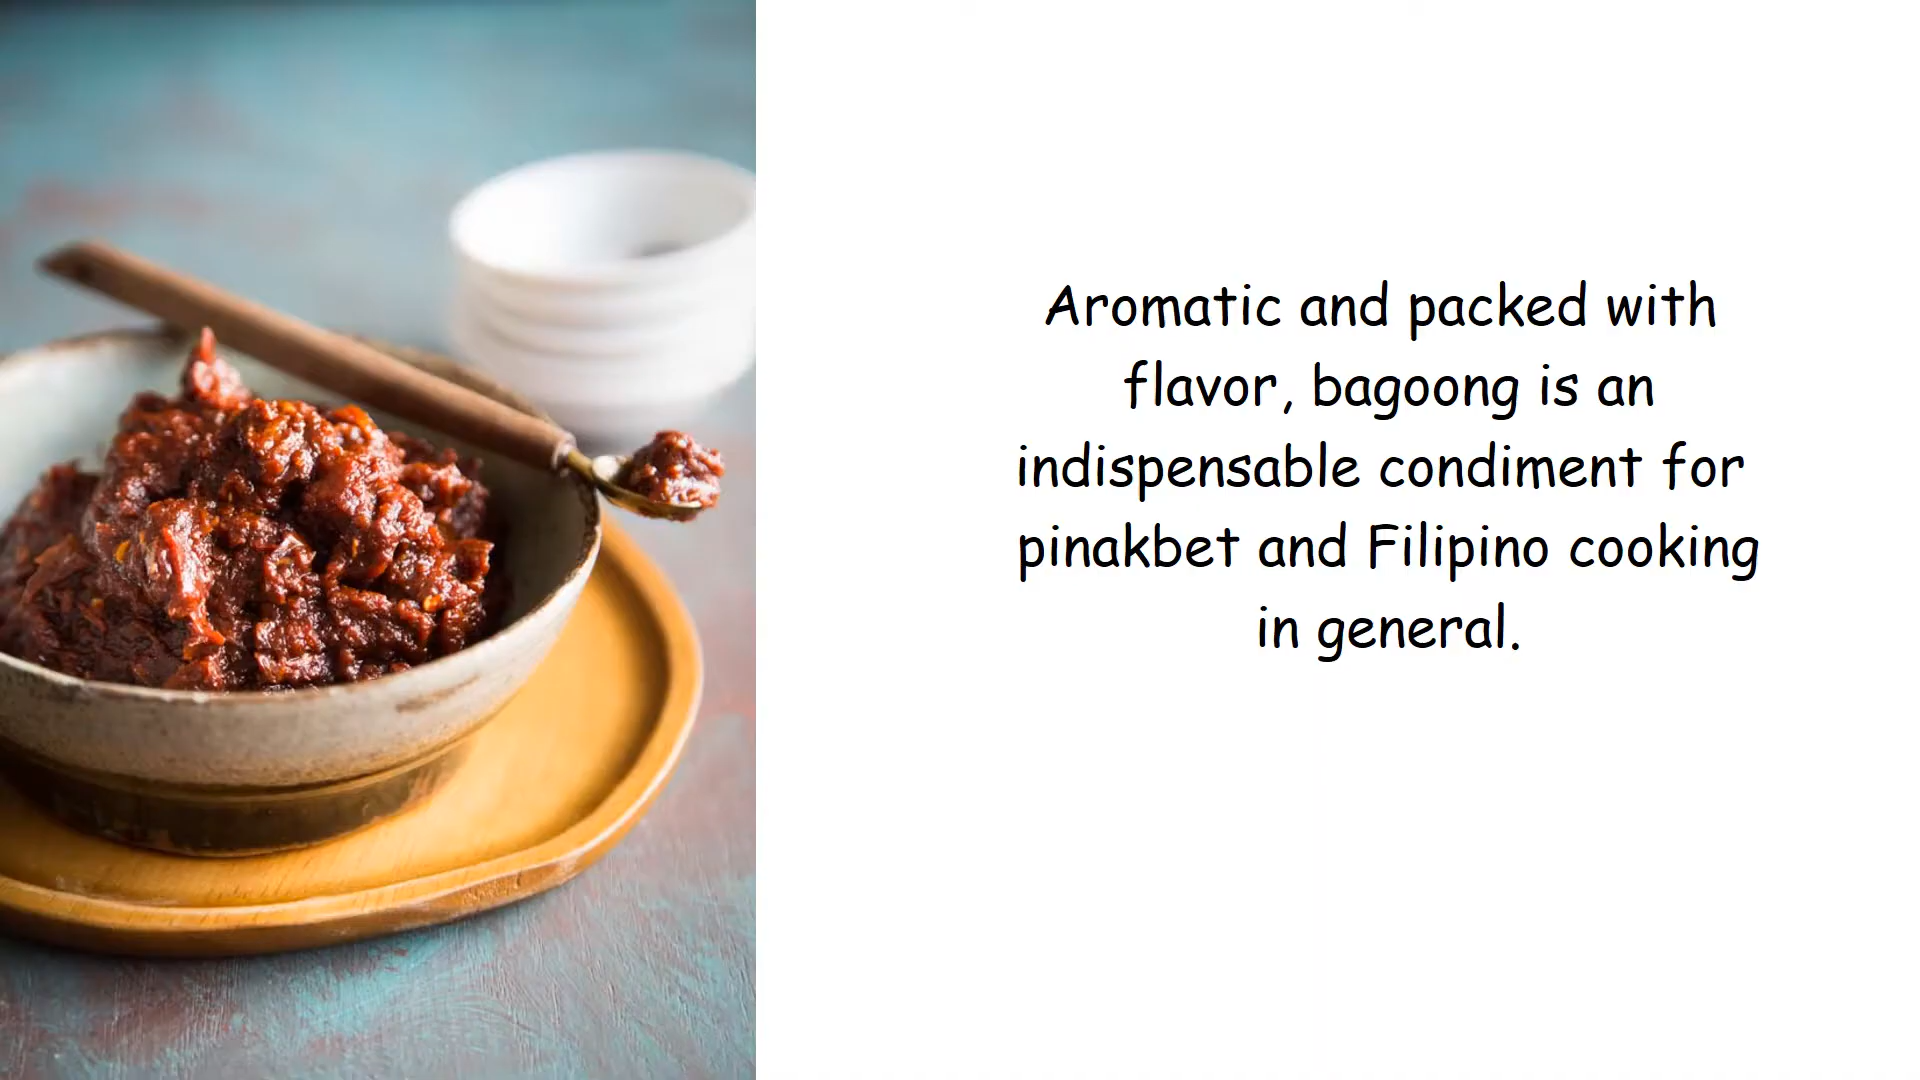 Aromatic and packed with
flavor, bagoong is an
indispensable condiment for
pinakbet and Filipino cooking
in general.